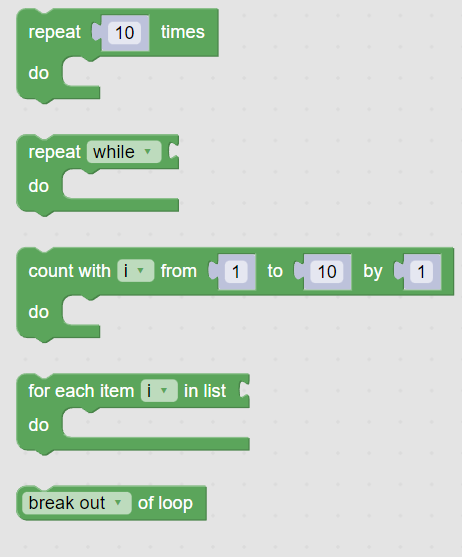 repeat 10 times
do
repeat while
do
count with i from 1 to 10 by 1
do
for each item i in list
do
break out of loop